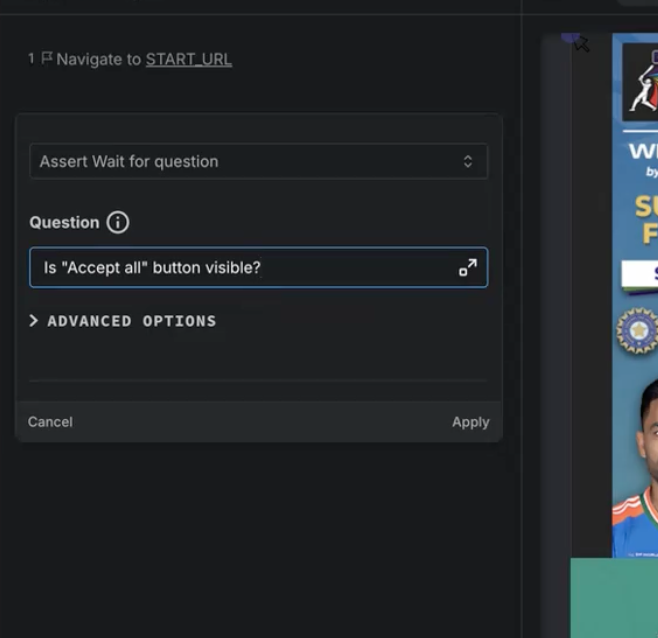 1 Navigate to START_URL
Assert Wait for question
Question
Is "Accept all" button visible?
ADVANCED OPTIONS
Cancel
Apply
by